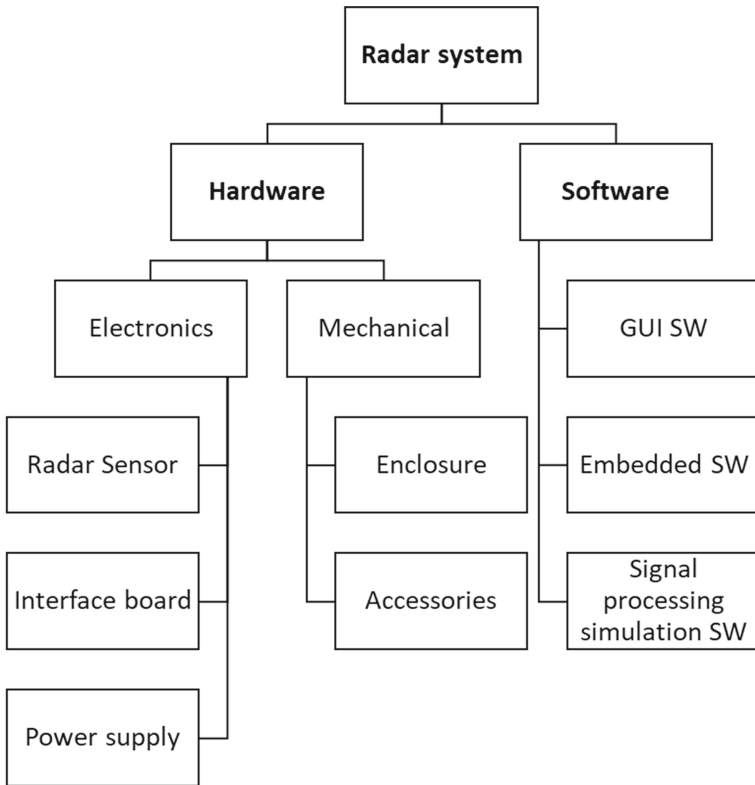 Radar system
Hardware
Software
Electronics
Mechanical
GUI SW
Radar Sensor
Enclosure
Embedded SW
Interface board
Accessories
Signal
processing
simulation SW
Power supply